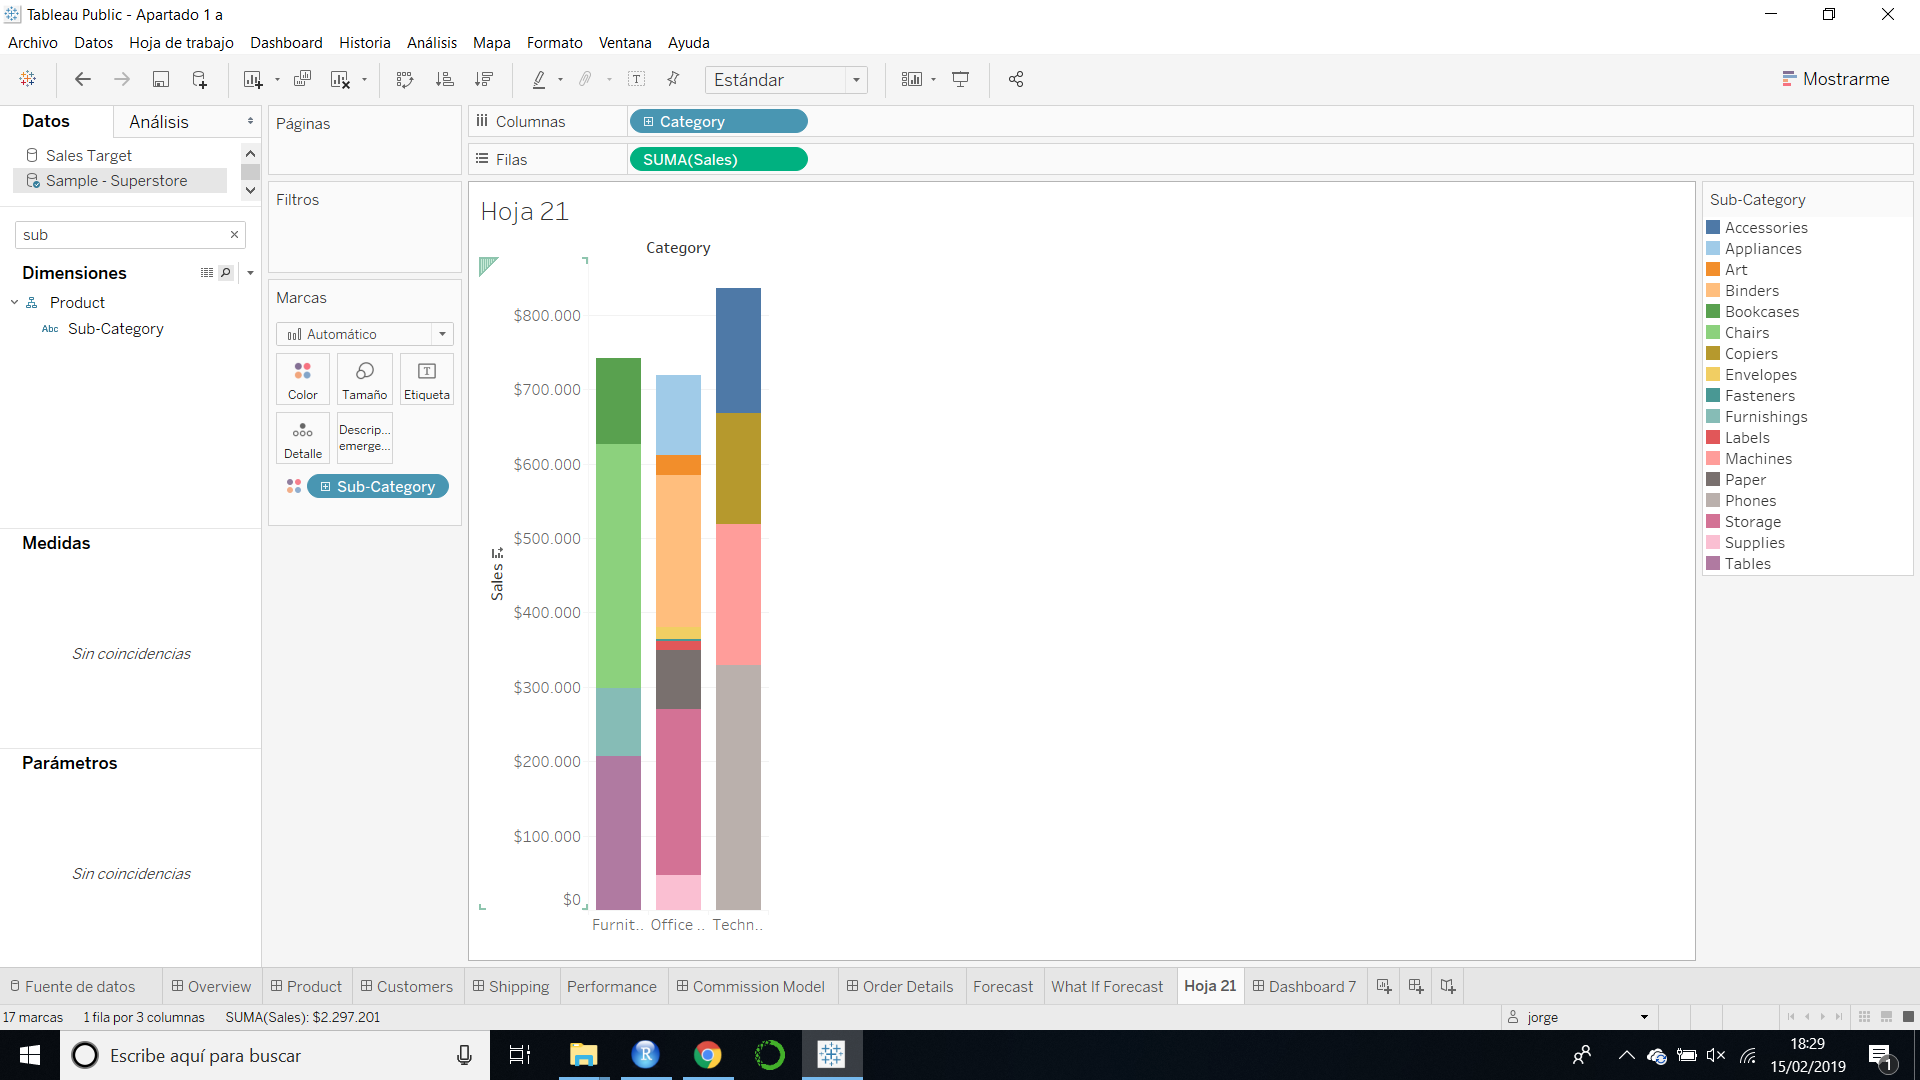 Tableau Public - Apartado 1 a
Archivo Datos Hoja de trabajo Dashboard Historia Análisis Mapa Formato Ventana Ayuda
Estándar
Mostrarme
Datos Análisis
Sales Target
Sample - Superstore
sub
Dimensiones
Product
Abc Sub-Category
Medidas
Sin coincidencias
Parámetros
Sin coincidencias
Páginas
Filtros
Marcas
Automático
Color Tamaño Etiqueta
Detalle Descrip... emerge...
Sub-Category
Columnas Category
Filas SUMA(Sales)
Hoja 21
Category
Sales
$800.000
$700.000
$600.000
$500.000
$400.000
$300.000
$200.000
$100.000
$0
Furnit.. Office .. Techn..
Sub-Category
Accessories
Appliances
Art
Binders
Bookcases
Chairs
Copiers
Envelopes
Fasteners
Furnishings
Labels
Machines
Paper
Phones
Storage
Supplies
Tables
Fuente de datos Overview Product Customers Shipping Performance Commission Model Order Details Forecast What If Forecast Hoja 21 Dashboard 7
17 marcas 1 fila por 3 columnas SUMA(Sales): $2.297.201
jorge
Escribe aquí para buscar
18:29
15/02/2019
1